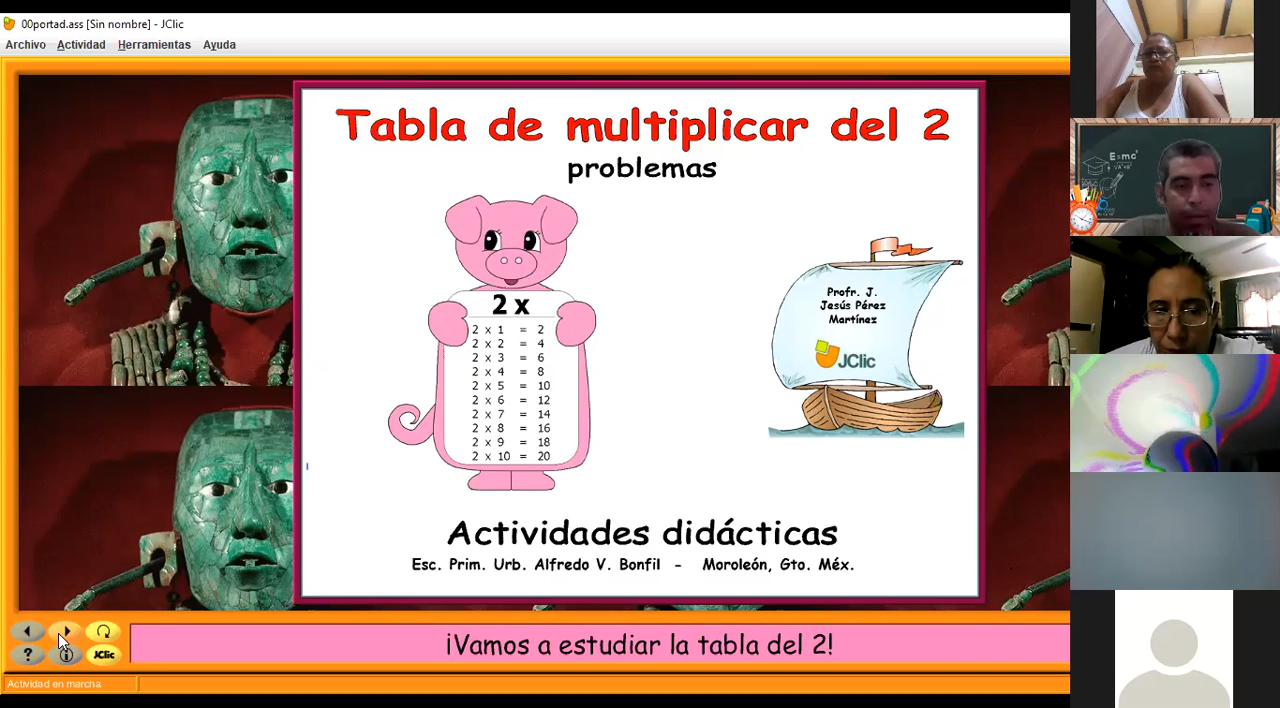 00portad.ass [Sin nombre] - JClic
Archivo Actividad Herramientas Ayuda
Tabla de multiplicar del 2
problemas
2 x
2 x 1 = 2
2 x 2 = 4
2 x 3 = 6
2 x 4 = 8
2 x 5 = 10
2 x 6 = 12
2 x 7 = 14
2 x 8 = 16
2 x 9 = 18
2 x 10 = 20
Profr. J.
Jesús Pérez
Martínez
JClic
Actividades didácticas
Esc. Prim. Urb. Alfredo V. Bonfil - Moroleón, Gto. Méx.
? i JClic
¡Vamos a estudiar la tabla del 2!
Actividad en marcha
E=mc²